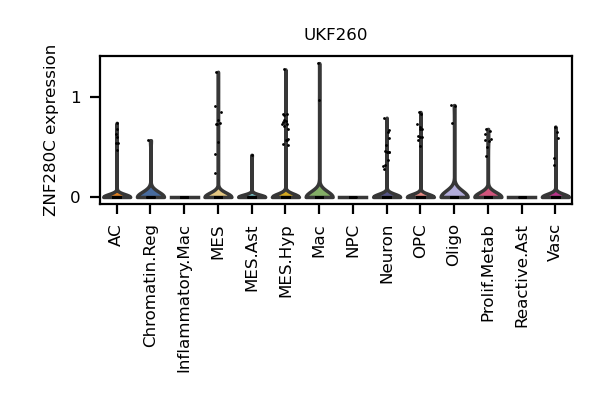 UKF260
ZNF280C expression
1
0
AC
Chromatin.Reg
Inflammatory.Mac
MES
MES.Ast
MES.Hyp
Mac
NPC
Neuron
OPC
Oligo
Prolif.Metab
Reactive.Ast
Vasc